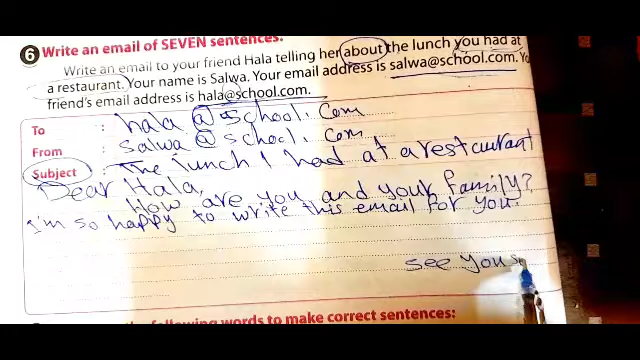 6 Write an email of SEVEN sentences.
Write an email to your friend Hala telling her about the lunch you had at
a restaurant. Your name is Salwa. Your email address is salwa@school.com. Yo
friend's email address is hala@school.com.
To : hala@school.com
From : salwa@school.com
Subject : The lunch I had at a restaurant
Dear Hala,
How are you and your family?
I'm so happy to write this email for you.
see you s
the following words to make correct sentences: